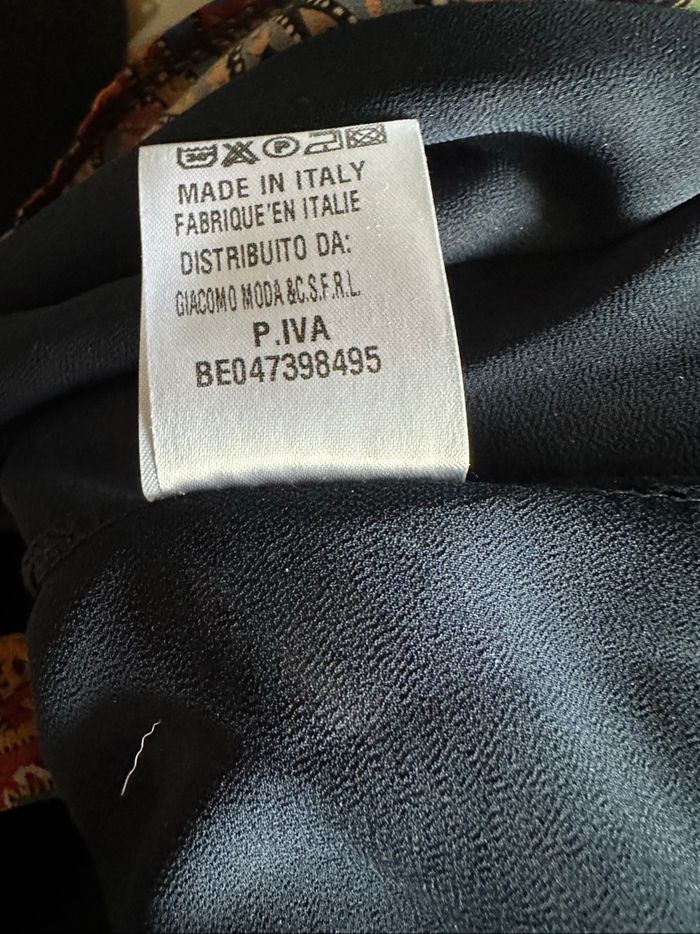 MADE IN ITALY
FABRIQUE'EN ITALIE
DISTRIBUITO DA:
GIACOMO MODA &C.S.F.R.L.
P.IVA
BE047398495